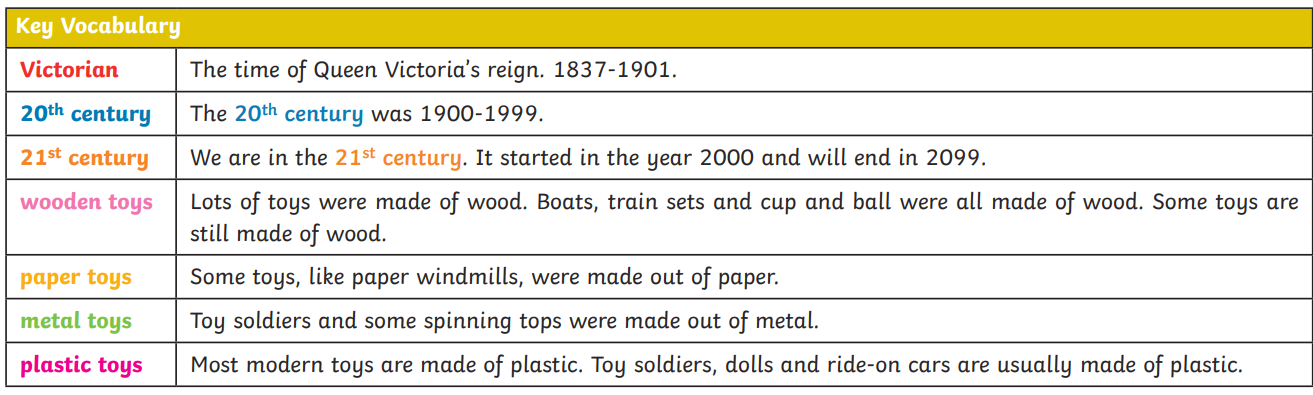 Key Vocabulary
Victorian The time of Queen Victoria's reign. 1837-1901.
20th century The 20th century was 1900-1999.
21st century We are in the 21st century. It started in the year 2000 and will end in 2099.
wooden toys Lots of toys were made of wood. Boats, train sets and cup and ball were all made of wood. Some toys are
still made of wood.
paper toys Some toys, like paper windmills, were made out of paper.
metal toys Toy soldiers and some spinning tops were made out of metal.
plastic toys Most modern toys are made of plastic. Toy soldiers, dolls and ride-on cars are usually made of plastic.